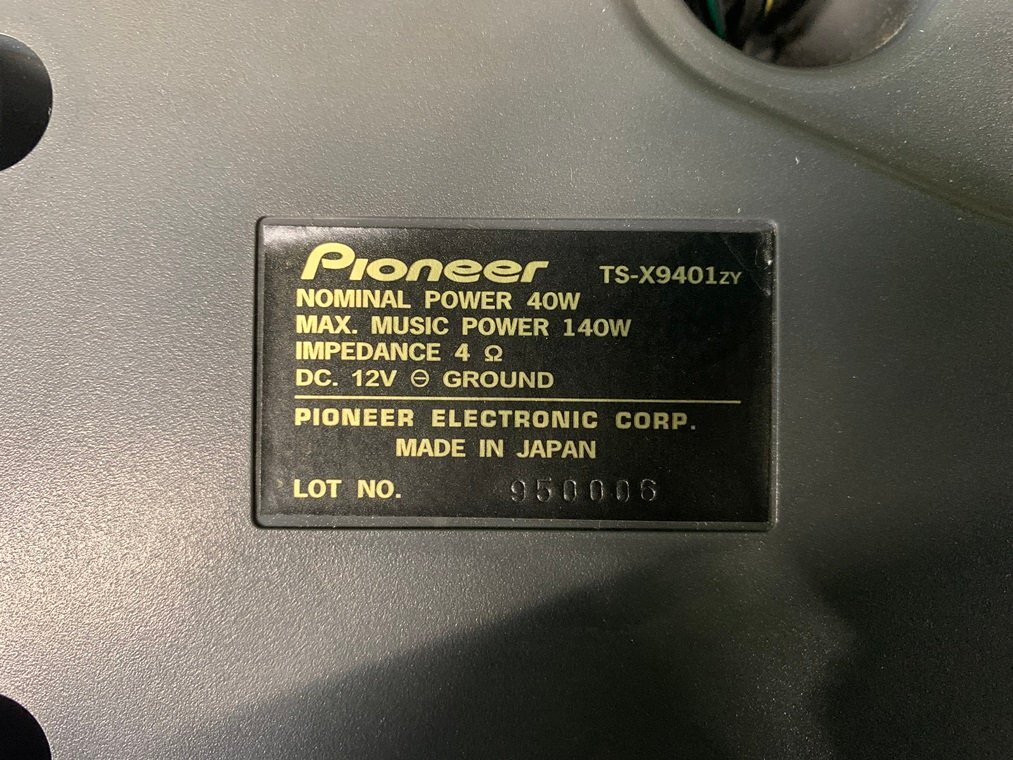 Pioneer TS-X9401ZY
NOMINAL POWER 40W
MAX. MUSIC POWER 140W
IMPEDANCE 4 Ω
DC. 12V ⊖ GROUND
PIONEER ELECTRONIC CORP.
MADE IN JAPAN
LOT NO. 950006